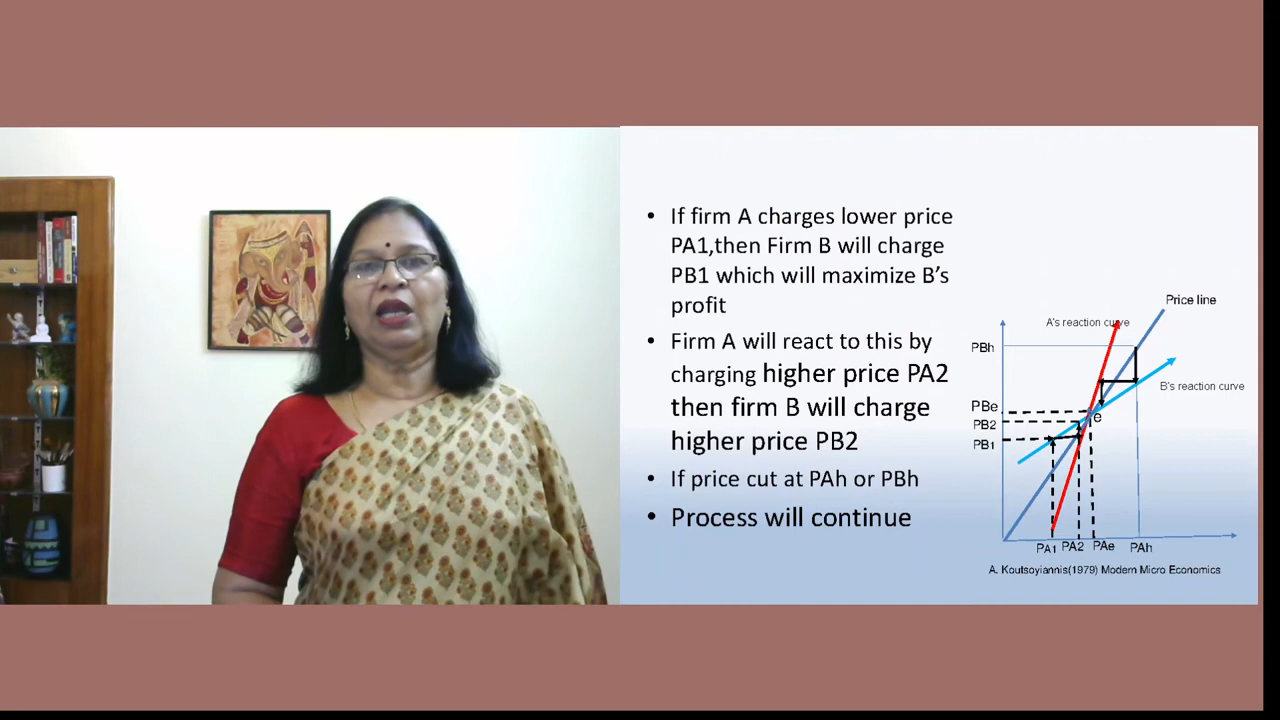 • If firm A charges lower price
PA1,then Firm B will charge
PB1 which will maximize B's
profit
• Firm A will react to this by
charging higher price PA2
then firm B will charge
higher price PB2
• If price cut at PAh or PBh
• Process will continue
Price line
A's reaction curve
PBh
B's reaction curve
PBe
e
PB2
PB1
PA1 PA2 PAe PAh
A. Koutsoyiannis(1979) Modern Micro Economics